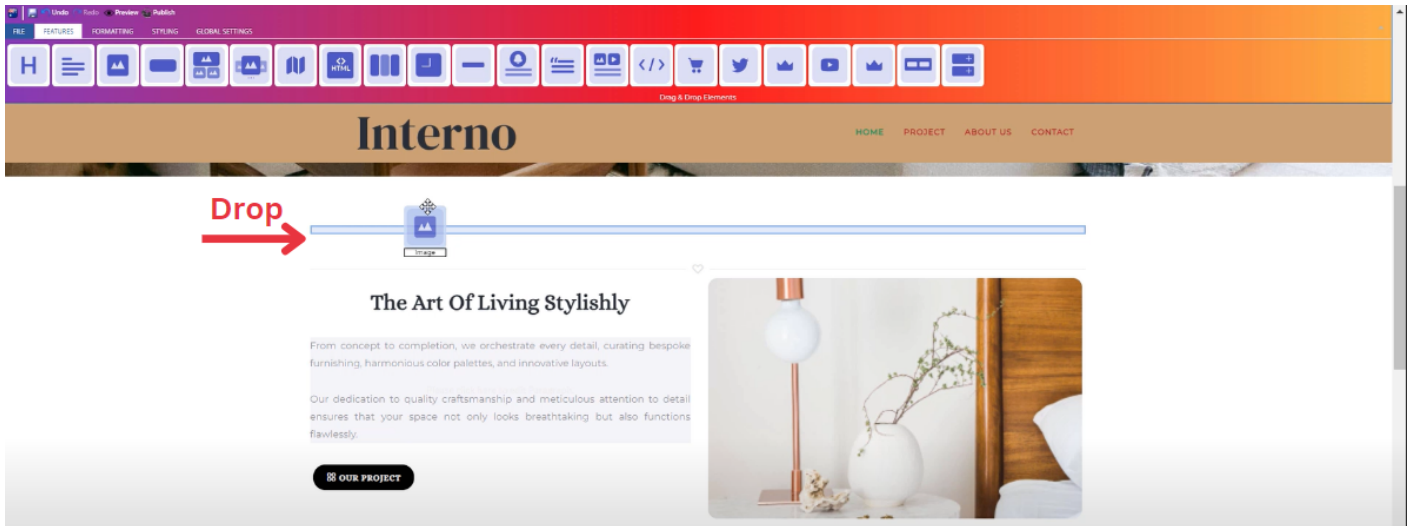 Undo Redo Preview Publish
FILE FEATURES FORMATTING STYLING GLOBAL SETTINGS
H
HTML
Drag & Drop Elements
Interno
HOME PROJECT ABOUT US CONTACT
Drop
Image
The Art Of Living Stylishly
From concept to completion, we orchestrate every detail, curating bespoke
furnishing, harmonious color palettes, and innovative layouts.
Our dedication to quality craftsmanship and meticulous attention to detail
ensures that your space not only looks breathtaking but also functions
flawlessly.
OUR PROJECT